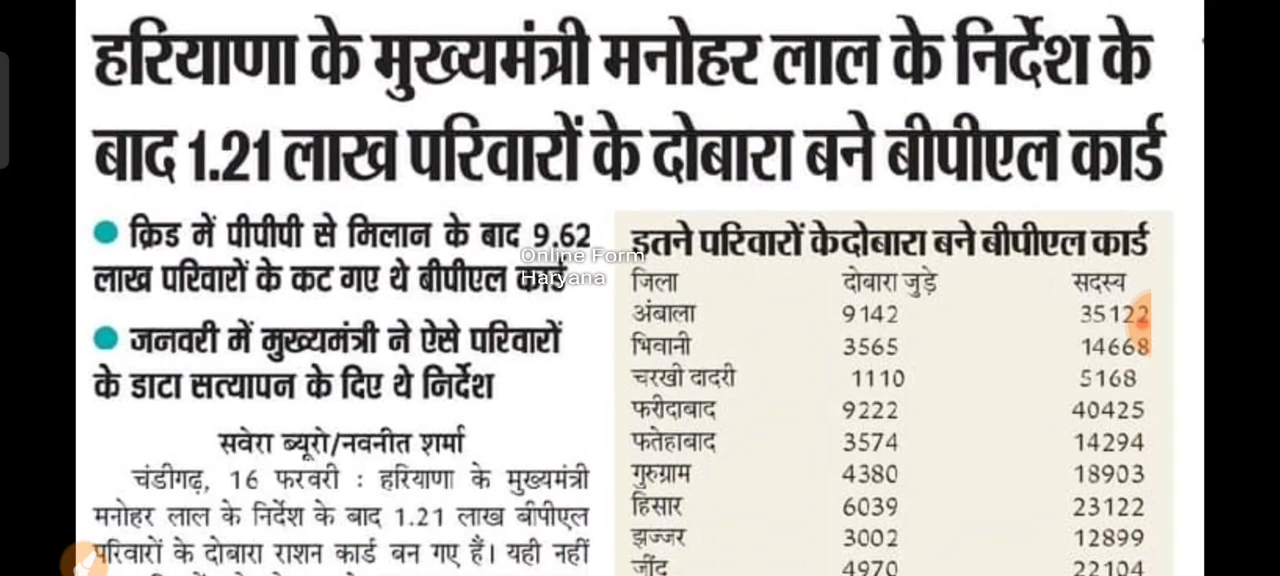 हरियाणा के मुख्यमंत्री मनोहर लाल के निर्देश के
बाद 1.21 लाख परिवारों के दोबारा बने बीपीएल कार्ड
● क्रिड में पीपीपी से मिलान के बाद 9.62
लाख परिवारों के कट गए थे बीपीएल कार्ड
● जनवरी में मुख्यमंत्री ने ऐसे परिवारों
के डाटा सत्यापन के दिए थे निर्देश
सवेरा ब्यूरो/नवनीत शर्मा
चंडीगढ़, 16 फरवरी : हरियाणा के मुख्यमंत्री
मनोहर लाल के निर्देश के बाद 1.21 लाख बीपीएल
परिवारों के दोबारा राशन कार्ड बन गए हैं। यही नहीं
Online Form
Haryana
इतने परिवारों के दोबारा बने बीपीएल कार्ड
जिला दोबारा जुड़े सदस्य
अंबाला 9142 35122
भिवानी 3565 14668
चरखी दादरी 1110 5168
फरीदाबाद 9222 40425
फतेहाबाद 3574 14294
गुरुग्राम 4380 18903
हिसार 6039 23122
झज्जर 3002 12899
जींद 4970 22104